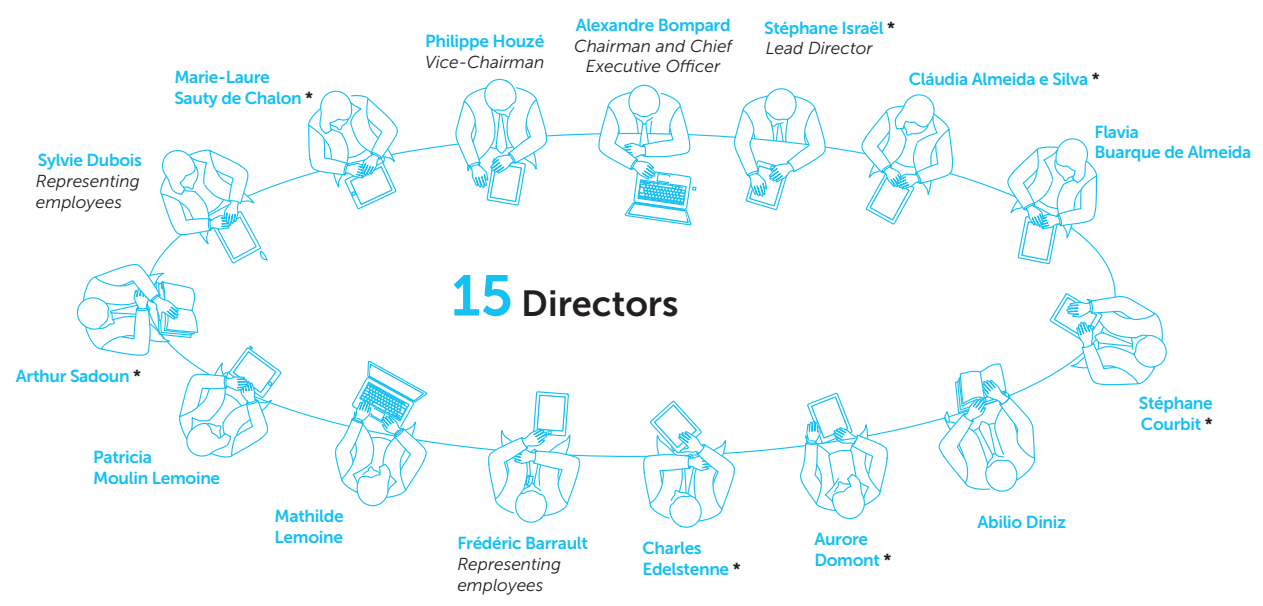 Alexandre Bompard
Chairman and Chief
Executive Officer
Stéphane Israël *
Lead Director
Philippe Houzé
Vice-Chairman
Marie-Laure
Sauty de Chalon *
Cláudia Almeida e Silva *
Flavia
Buarque de Almeida
Sylvie Dubois
Representing
employees
15 Directors
Arthur Sadoun *
Stéphane
Courbit *
Patricia
Moulin Lemoine
Mathilde
Lemoine
Abilio Diniz
Frédéric Barrault
Representing
employees
Charles
Edelstenne *
Aurore
Domont *